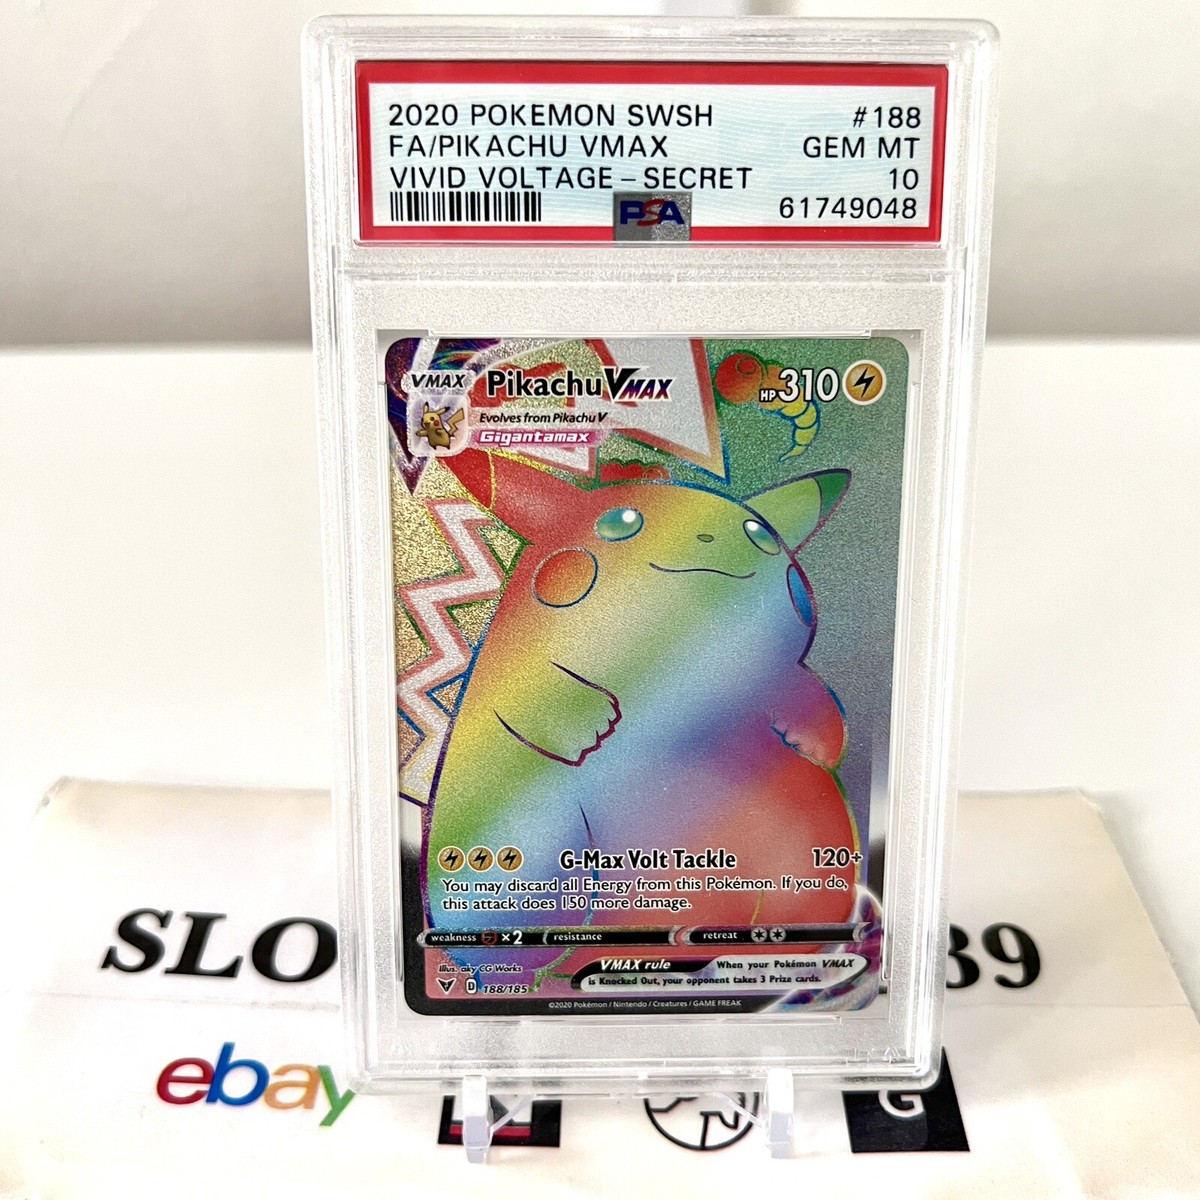 2020 POKEMON SWSH #188
FA/PIKACHU VMAX GEM MT
VIVID VOLTAGE - SECRET 10
PSA 61749048
VMAX Pikachu VMAX HP 310
Evolves from Pikachu V
Gigantamax
G-Max Volt Tackle 120+
You may discard all Energy from this Pokémon. If you do,
this attack does 150 more damage.
weakness ×2 resistance retreat
Illus. aky CG Works
VMAX rule When your Pokémon VMAX
is Knocked Out, your opponent takes 3 Prize cards.
D 188/185
©2020 Pokémon / Nintendo / Creatures / GAME FREAK
SLO 39
ebay
G